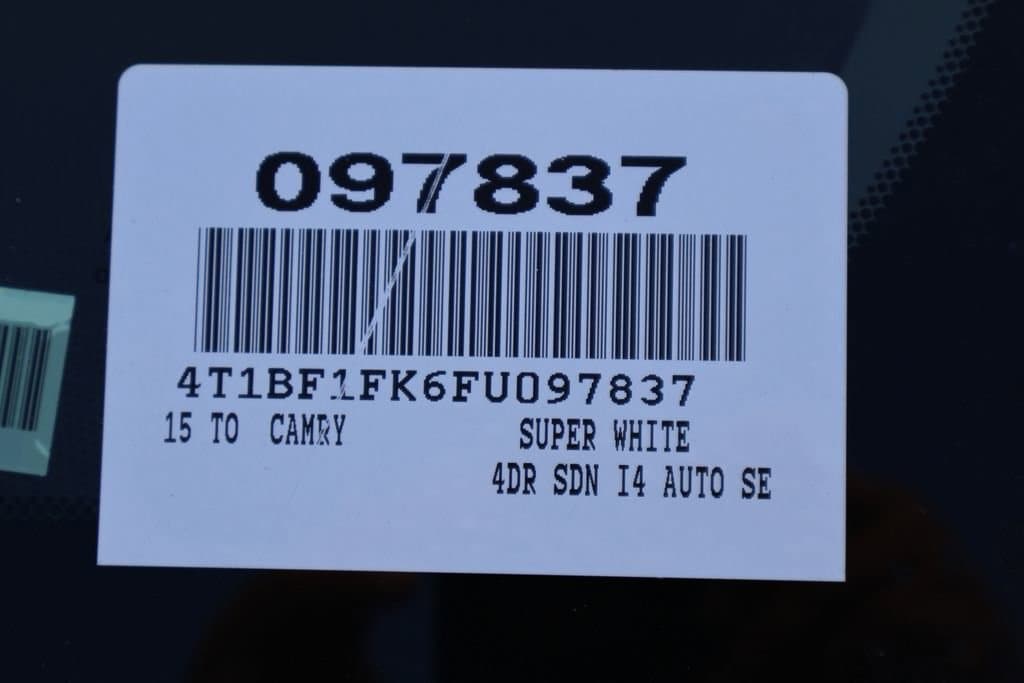 097837
4T1BF1FK6FU097837
15 TO CAMRY SUPER WHITE
4DR SDN I4 AUTO SE